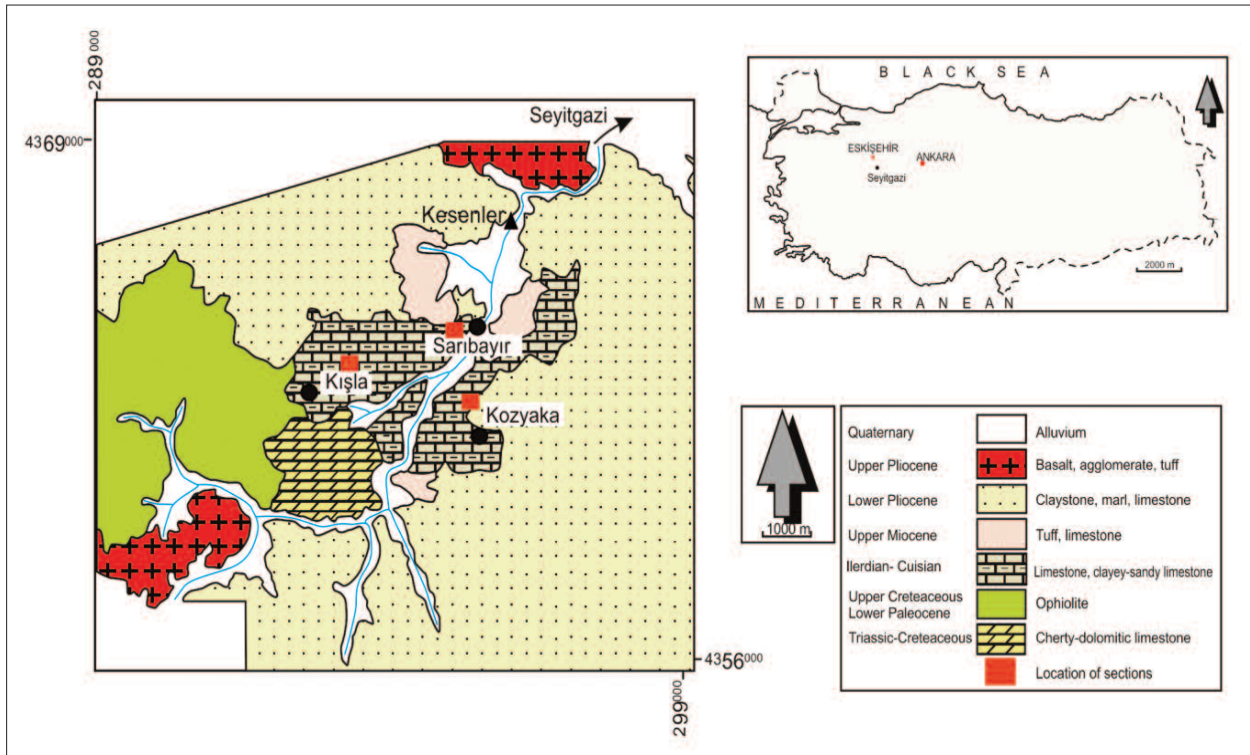 289000
4369000
Seyitgazi
Kesenler
Sarıbayır
Kışla
Kozyaka
4356000
299000
BLACK SEA
ESKİŞEHİR
ANKARA
Seyitgazi
2000 m
MEDITERRANEAN
1000 m
Quaternary Alluvium
Upper Pliocene Basalt, agglomerate, tuff
Lower Pliocene Claystone, marl, limestone
Upper Miocene Tuff, limestone
Ilerdian- Cuisian Limestone, clayey-sandy limestone
Upper Cretaceous
Lower Paleocene Ophiolite
Triassic-Creteaceous Cherty-dolomitic limestone
Location of sections